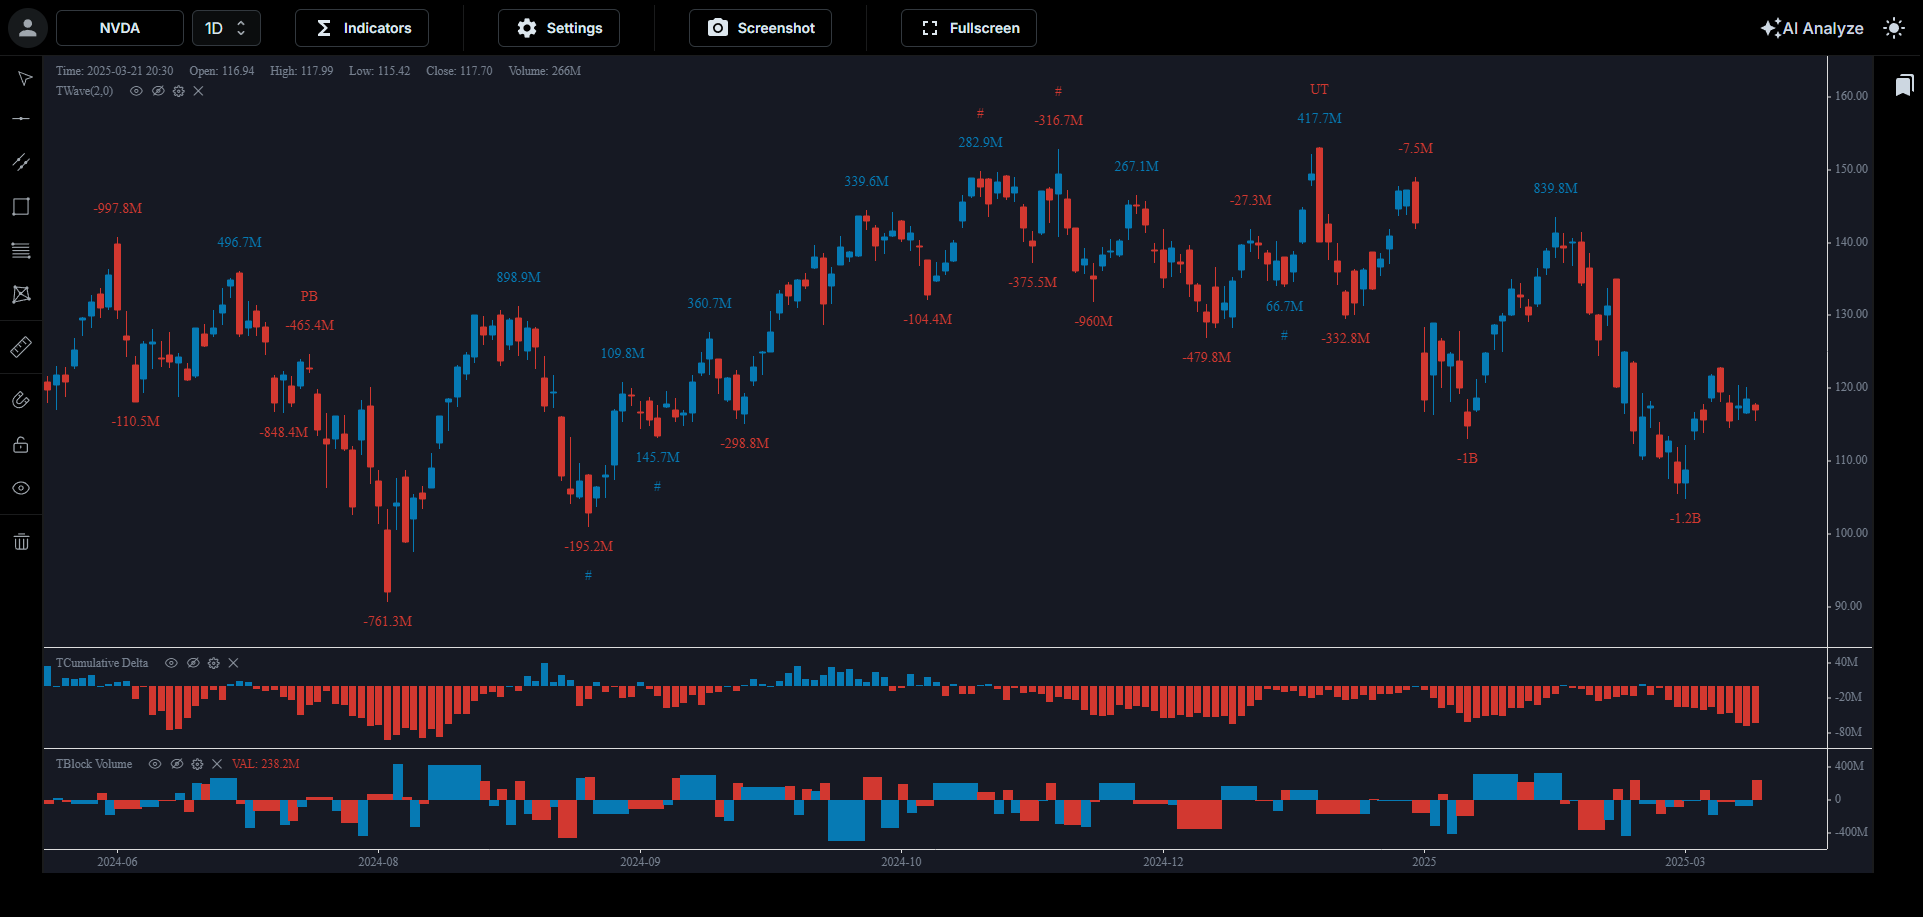 NVDA 1D Indicators Settings Screenshot Fullscreen AI Analyze
Time: 2025-03-21 20:30 Open: 116.94 High: 117.99 Low: 115.42 Close: 117.70 Volume: 266M
TWave(2,0)
UT
#
160.00
#
417.7M
-316.7M
282.9M
-7.5M
267.1M
150.00
339.6M
839.8M
-27.3M
-997.8M
496.7M
140.00
898.9M
-375.5M
PB
360.7M
66.7M
130.00
-104.4M
-960M
-465.4M
#
-332.8M
109.8M
-479.8M
120.00
-110.5M
-848.4M
-298.8M
145.7M
-1B
110.00
#
-1.2B
100.00
-195.2M
#
90.00
-761.3M
TCumulative Delta
40M
-20M
-80M
TBlock Volume VAL: 238.2M
400M
0
-400M
2024-06 2024-08 2024-09 2024-10 2024-12 2025 2025-03